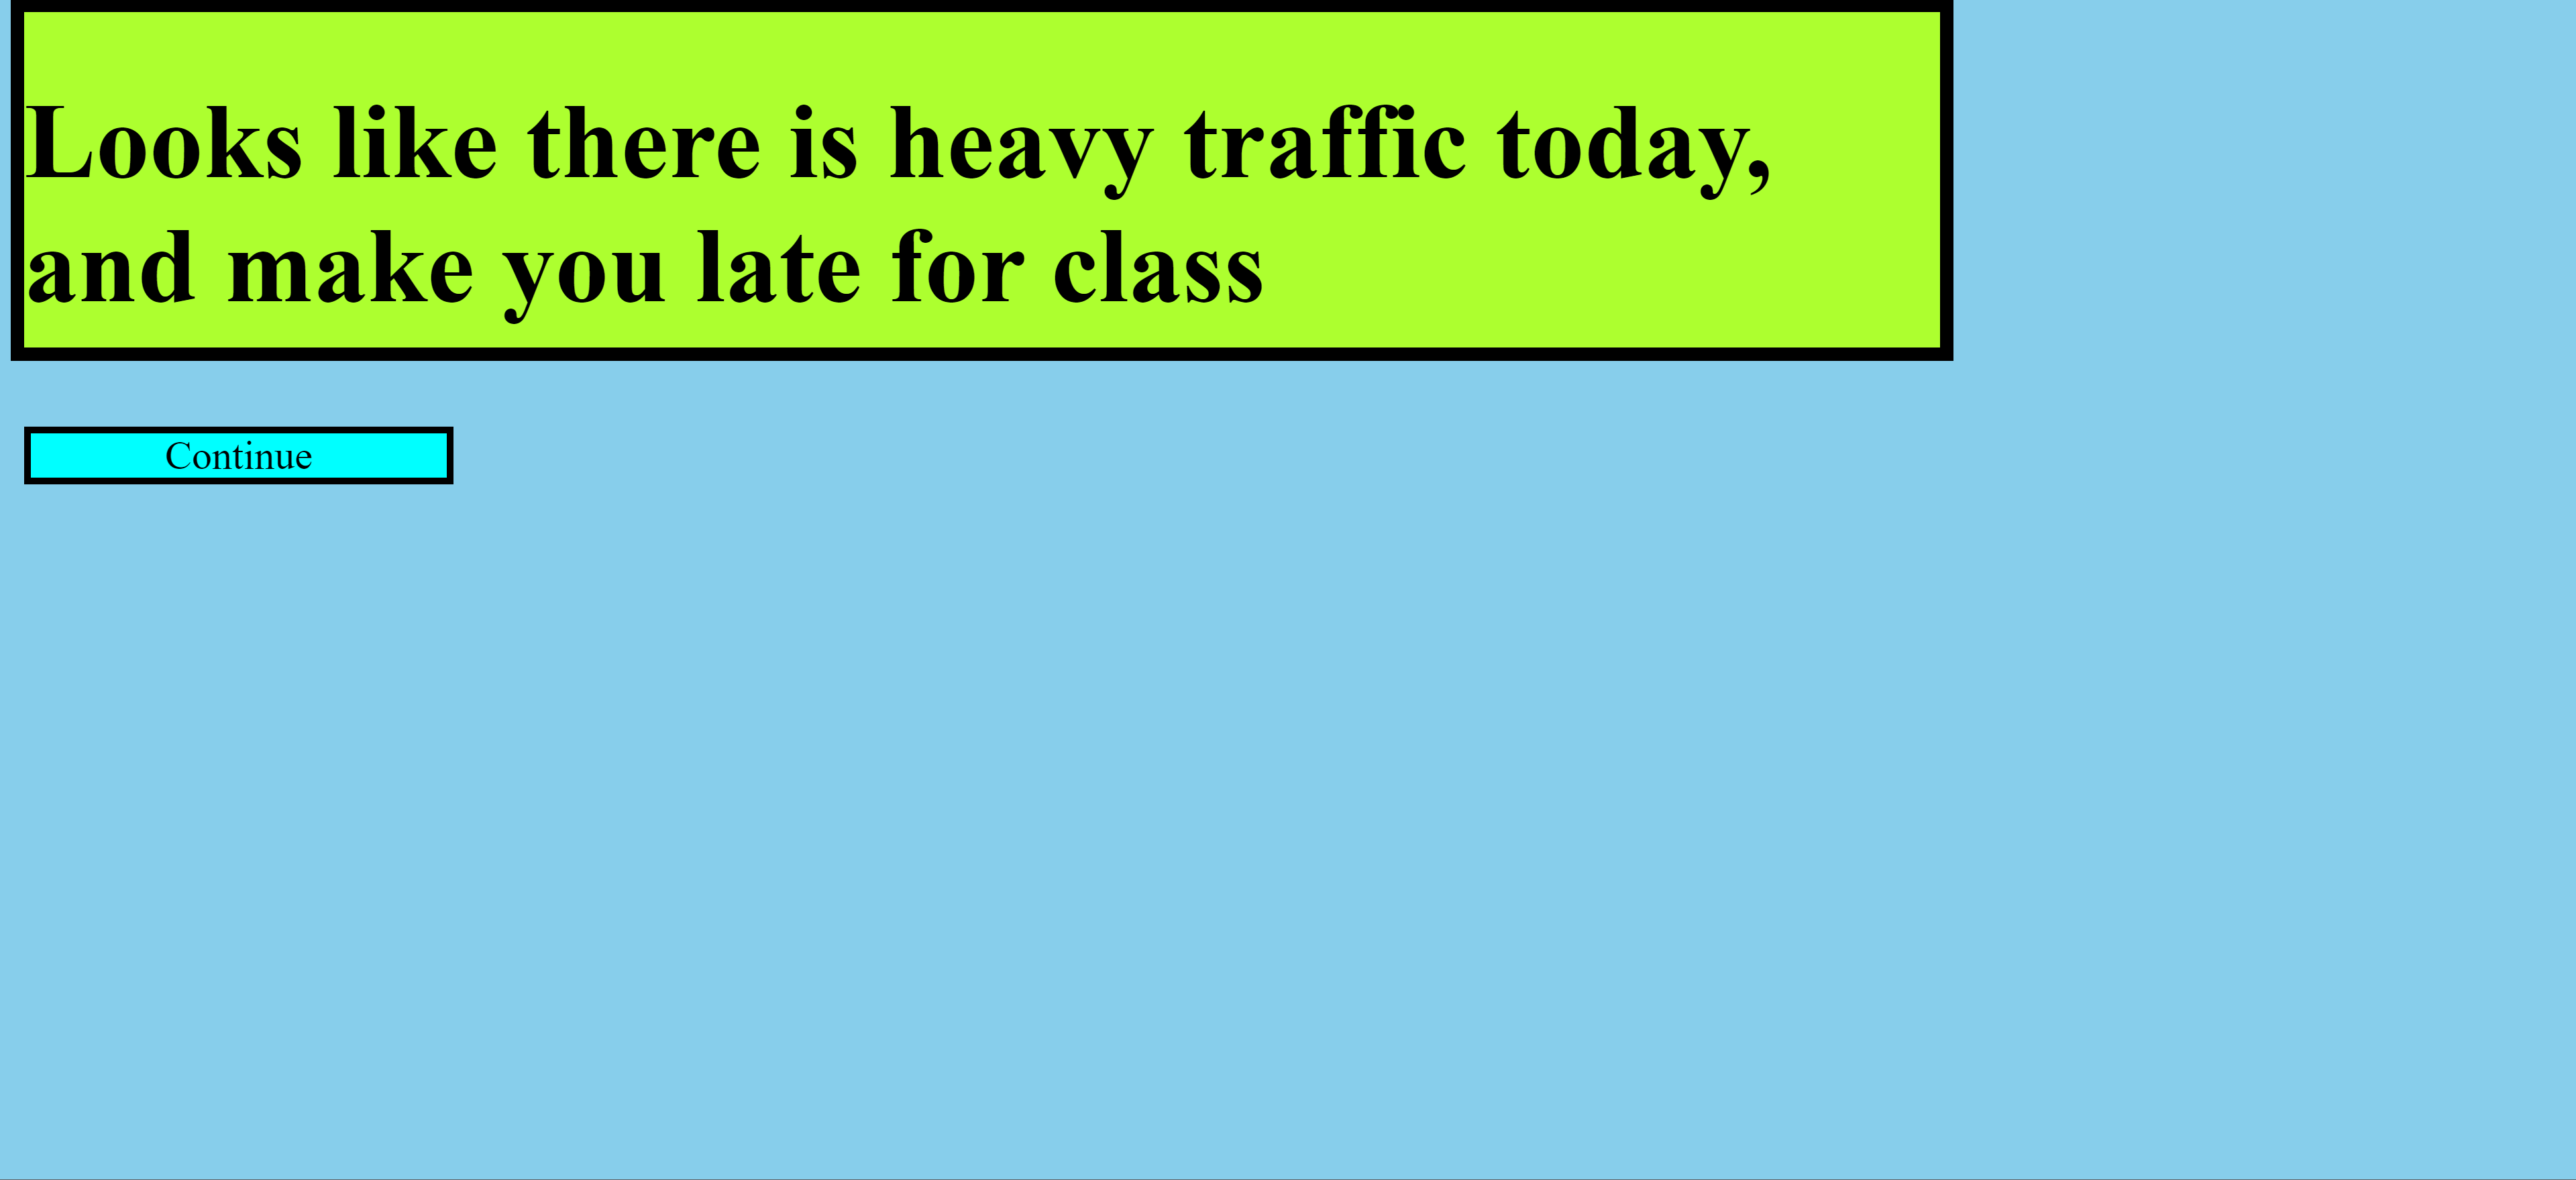 Looks like there is heavy traffic today,
and make you late for class
Continue